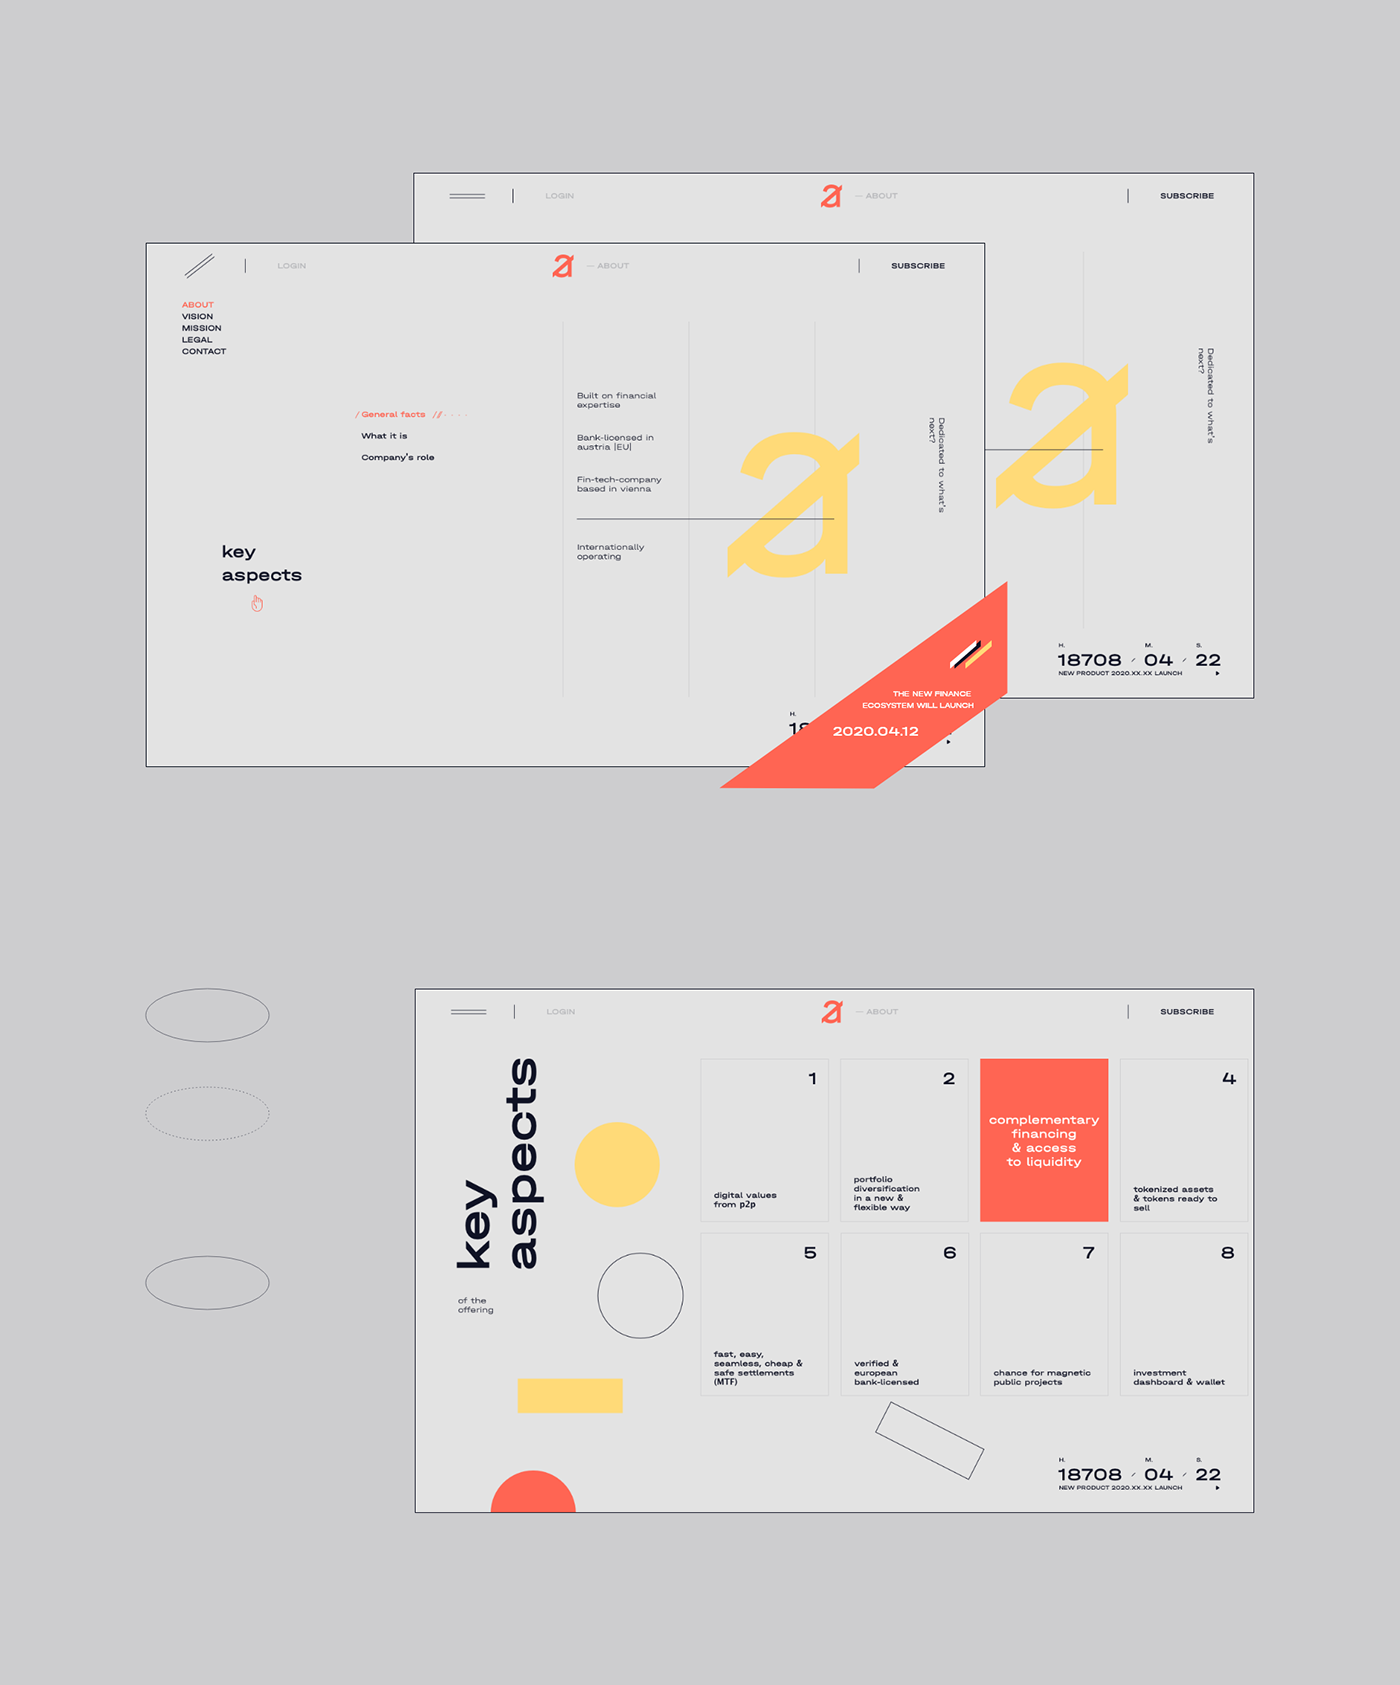 LOGIN
a
— ABOUT
SUBSCRIBE
Dedicated to what's
next?
a
H. M. S.
18708 / 04 / 22
NEW PRODUCT 2020.XX.XX LAUNCH
LOGIN
a
— ABOUT
SUBSCRIBE
ABOUT
VISION
MISSION
LEGAL
CONTACT
/ General facts //· · · ·
What it is
Company's role
key
aspects
Built on financial
expertise
Bank-licensed in
austria |EU|
Fin-tech-company
based in vienna
Internationally
operating
a
Dedicated to what's
next?
H.
18
THE NEW FINANCE
ECOSYSTEM WILL LAUNCH
2020.04.12
LOGIN
a
— ABOUT
SUBSCRIBE
key
aspects
of the
offering
1
digital values
from p2p
2
portfolio
diversification
in a new &
flexible way
complementary
financing
& access
to liquidity
4
tokenized assets
& tokens ready to
sell
5
fast, easy,
seamless, cheap &
safe settlements
(MTF)
6
verified &
european
bank-licensed
7
chance for magnetic
public projects
8
investment
dashboard & wallet
H. M. S.
18708 / 04 / 22
NEW PRODUCT 2020.XX.XX LAUNCH